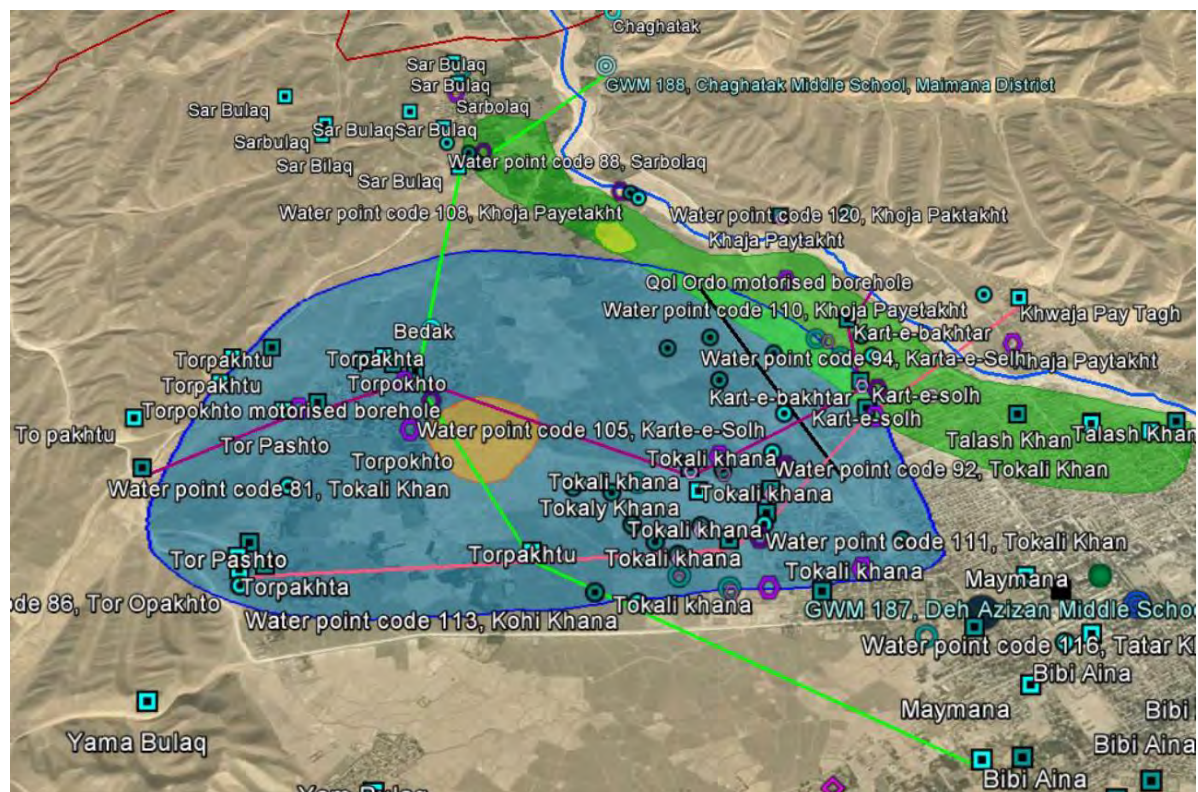 Chaghatak
Sar Bulaq
GWM 188, Chaghatak Middle School, Maimana District
Sar Bulaq
Sar Bulaq
Sarbolaq
Sar Bulaq
Sar Bulaq
Sarbulaq
Sar Bilaq
Water point code 88, Sarbolaq
Sar Bulaq
Water point code 108, Khoja Payetakht
Water point code 120, Khoja Paktakht
Khaja Paytakht
Qol Ordo motorised borehole
Water point code 110, Khoja Payetakht
Khwaja Pay Tagh
Bedak
Kart-e-bakhtar
Torpakhtu
Torpakhta
Water point code 94, Karta-e-Selh
Khaja Paytakht
Torpakhtu
Torpokhto
Kart-e-bakhtar
Kart-e-solh
Torpokhto motorised borehole
Kart-e-solh
To pakhtu
Tor Pashto
Water point code 105, Karte-e-Solh
Talash Khan
Talash Khan
Torpokhto
Tokali khana
Water point code 92, Tokali Khan
Water point code 81, Tokali Khan
Tokali khana
Tokali khana
Tokaly Khana
Tokali khana
Water point code 111, Tokali Khan
Tor Pashto
Torpakhtu
Tokali khana
Tokali khana
Maymana
Torpakhta
ode 86, Tor Opakhto
Tokali khana
GWM 187, Deh Azizan Middle Schoo
Water point code 113, Kohi Khana
Water point code 116, Tatar K
Bibi Aina
Maymana
Bibi
Yama Bulaq
Bibi Aina
Bibi Aina